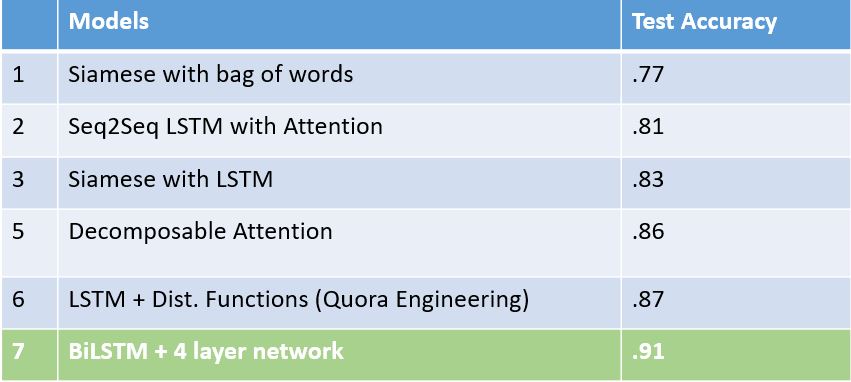 Models Test Accuracy
1 Siamese with bag of words .77
2 Seq2Seq LSTM with Attention .81
3 Siamese with LSTM .83
5 Decomposable Attention .86
6 LSTM + Dist. Functions (Quora Engineering) .87
7 BiLSTM + 4 layer network .91